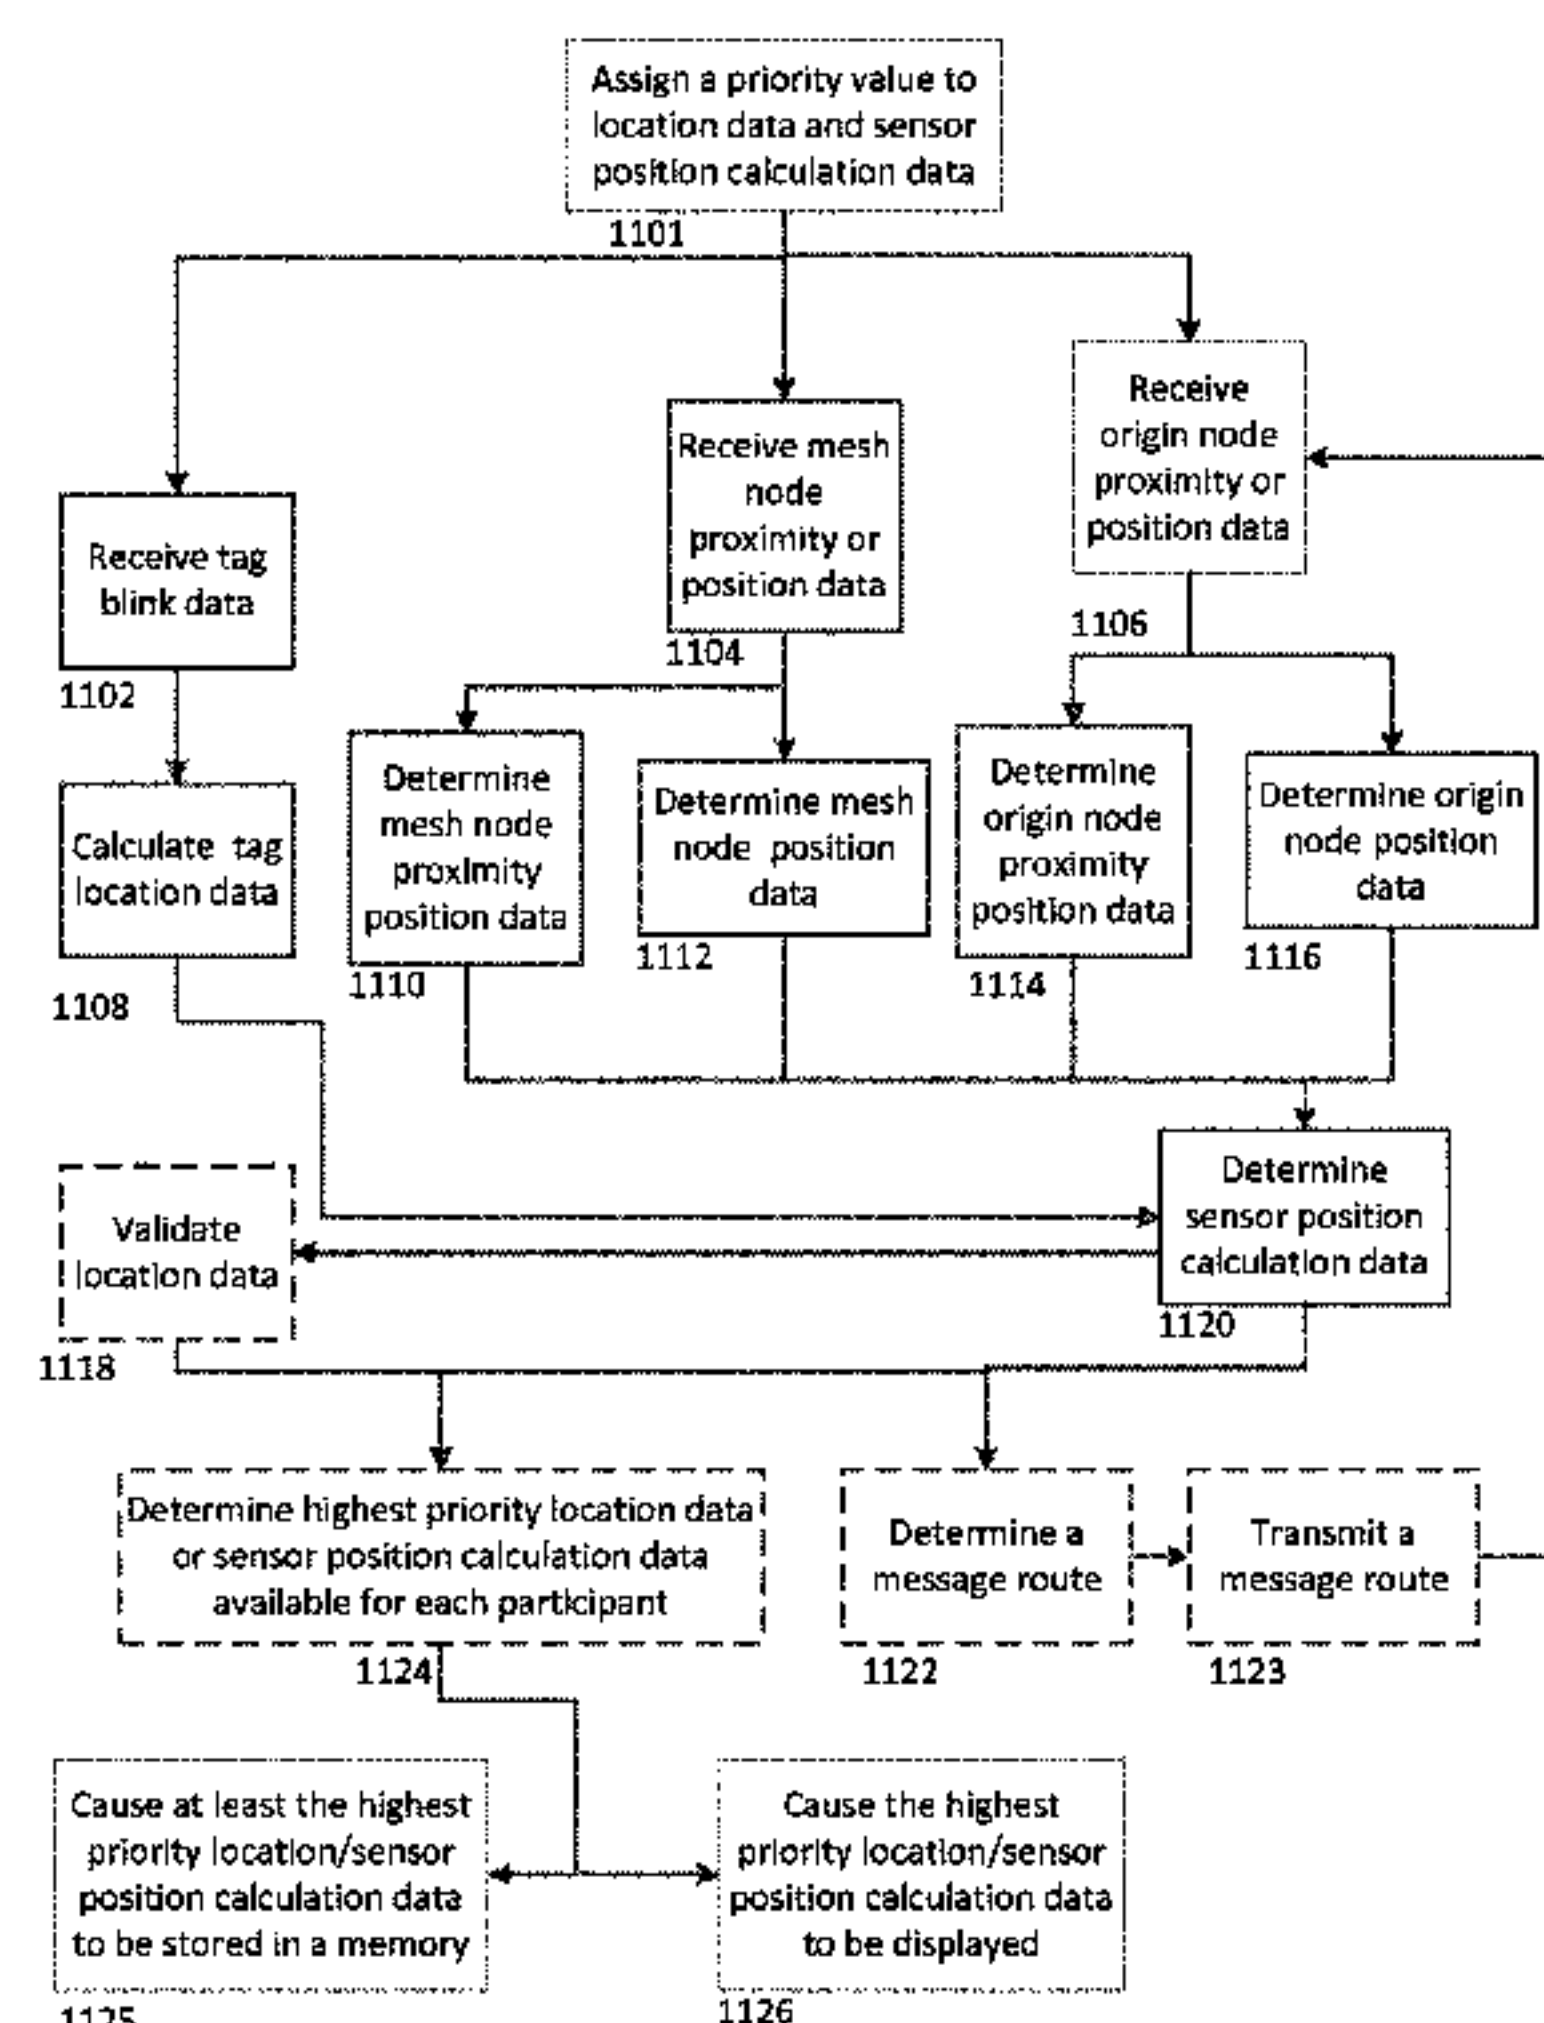 Assign a priority value to
location data and sensor
position calculation data
1101
Receive tag
blink data
1102
Receive mesh
node
proximity or
position data
1104
Receive
origin node
proximity or
position data
1106
Calculate tag
location data
1108
Determine
mesh node
proximity
position data
1110
Determine mesh
node position
data
1112
Determine
origin node
proximity
position data
1114
Determine origin
node position
data
1116
Validate
location data
1118
Determine
sensor position
calculation data
1120
Determine highest priority location data
or sensor position calculation data
available for each participant
1124
Determine a
message route
1122
Transmit a
message route
1123
Cause at least the highest
priority location/sensor
position calculation data
to be stored in a memory
1125
Cause the highest
priority location/sensor
position calculation data
to be displayed
1126